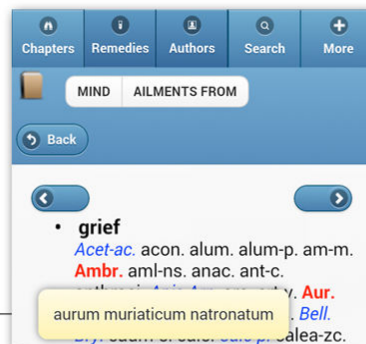 Chapters Remedies Authors Search More
MIND AILMENTS FROM
Back
• grief
Acet-ac. acon. alum. alum-p. am-m.
Ambr. aml-ns. anac. ant-c.
Aur.
aurum muriaticum natronatum
Bell.
calea-zc.